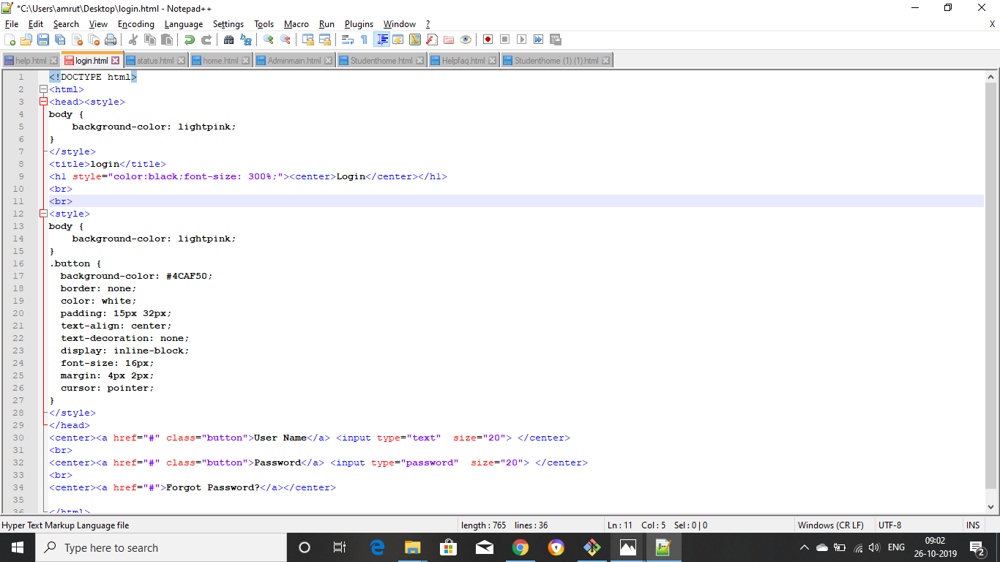 *C:\Users\amrut\Desktop\login.html - Notepad++
File Edit Search View Encoding Language Settings Tools Macro Run Plugins Window ? X
help.html login.html status.html home.html Adminmain.html Studenthome.html Helpfaq.html Studenthome (1) (1).html
1 <!DOCTYPE html>
2 <html>
3 <head><style>
4 body {
5     background-color: lightpink;
6 }
7 </style>
8 <title>login</title>
9 <h1 style="color:black;font-size: 300%;"><center>Login</center></h1>
10 <br>
11 <br>
12 <style>
13 body {
14     background-color: lightpink;
15 }
16 .button {
17   background-color: #4CAF50;
18   border: none;
19   color: white;
20   padding: 15px 32px;
21   text-align: center;
22   text-decoration: none;
23   display: inline-block;
24   font-size: 16px;
25   margin: 4px 2px;
26   cursor: pointer;
27 }
28 </style>
29 </head>
30 <center><a href="#" class="button">User Name</a> <input type="text"  size="20"> </center>
31 <br>
32 <center><a href="#" class="button">Password</a> <input type="password"  size="20"> </center>
33 <br>
34 <center><a href="#">Forgot Password?</a></center>
35
36 </html>
Hyper Text Markup Language file length : 765 lines : 36 Ln : 11 Col : 5 Sel : 0 | 0 Windows (CR LF) UTF-8 INS
Type here to search ENG 09:02
26-10-2019 2